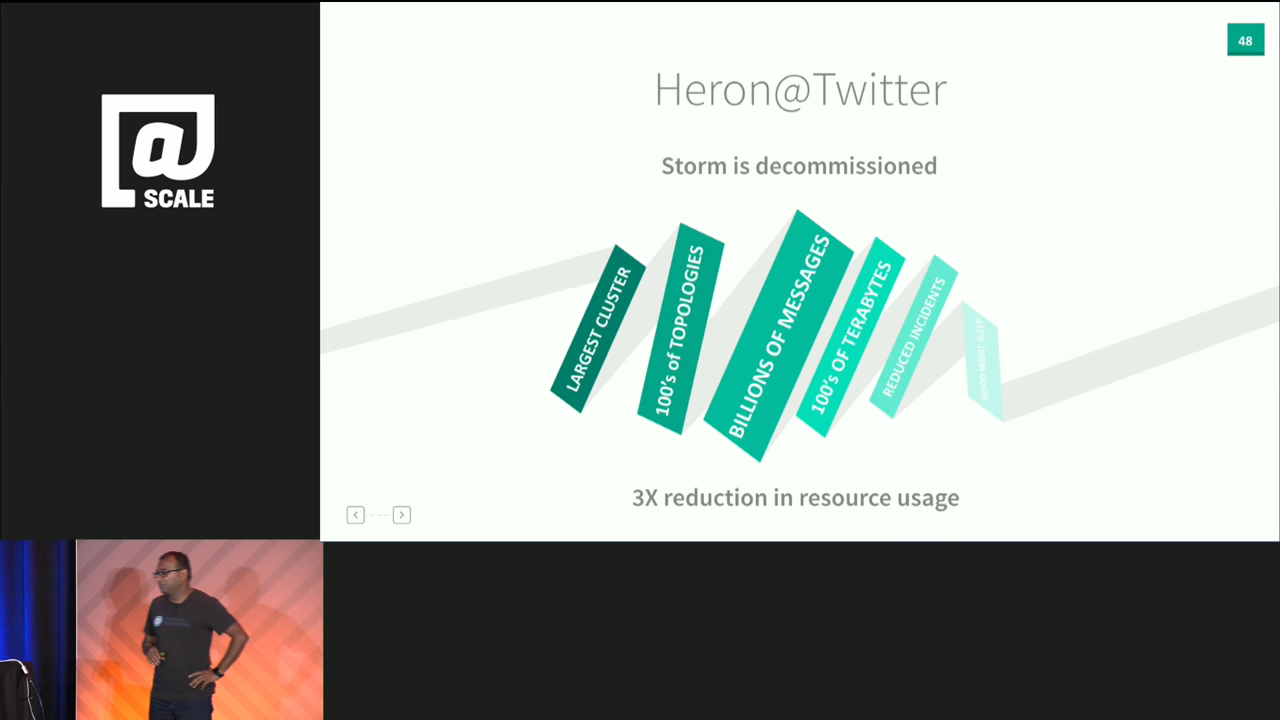 @
SCALE
48
Heron@Twitter
Storm is decommissioned
LARGEST CLUSTER
100's of TOPOLOGIES
BILLIONS OF MESSAGES
100's OF TERABYTES
REDUCED INCIDENTS
GOOD NIGHT SLEEP
3X reduction in resource usage